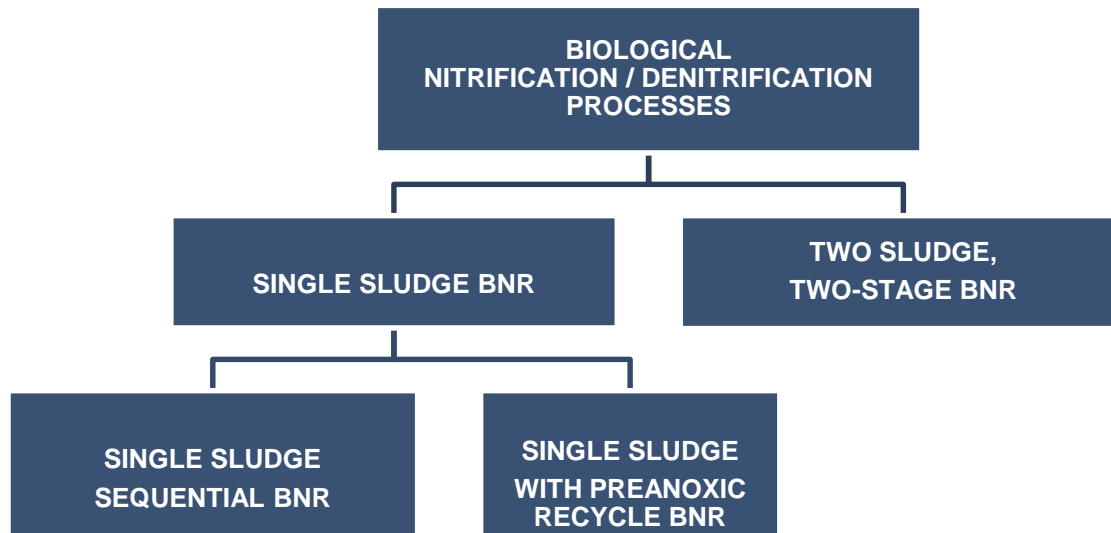 BIOLOGICAL
NITRIFICATION / DENITRIFICATION
PROCESSES
SINGLE SLUDGE BNR
TWO SLUDGE,
TWO-STAGE BNR
SINGLE SLUDGE
SEQUENTIAL BNR
SINGLE SLUDGE
WITH PREANOXIC
RECYCLE BNR